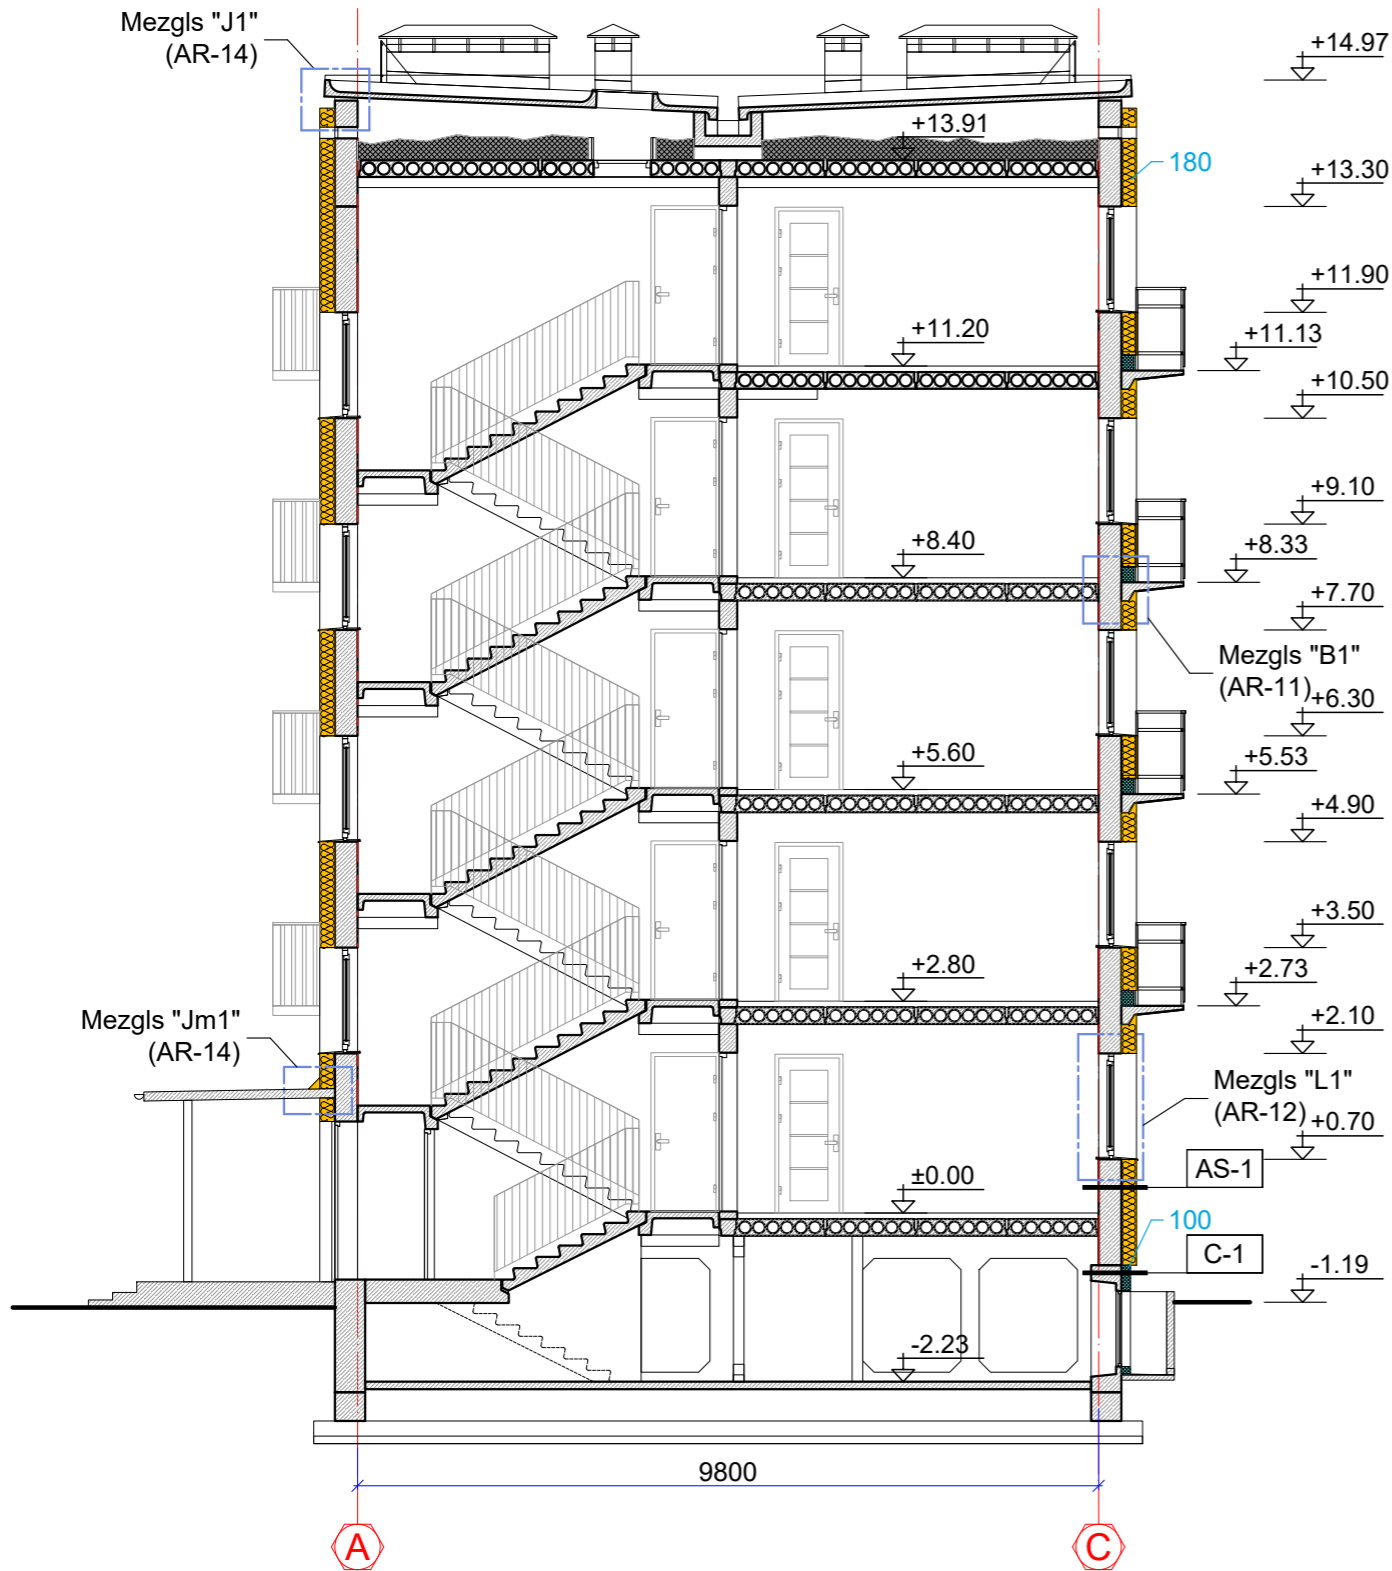 Mezgls "J1"
(AR-14)
+14.97
+13.91
180
+13.30
+11.90
+11.20
+11.13
+10.50
+9.10
+8.40
+8.33
+7.70
Mezgls "B1"
(AR-11)
+6.30
+5.60
+5.53
+4.90
+3.50
+2.80
+2.73
Mezgls "Jm1"
(AR-14)
+2.10
Mezgls "L1"
(AR-12)
+0.70
AS-1
±0.00
100
C-1
-1.19
-2.23
9800
A
C